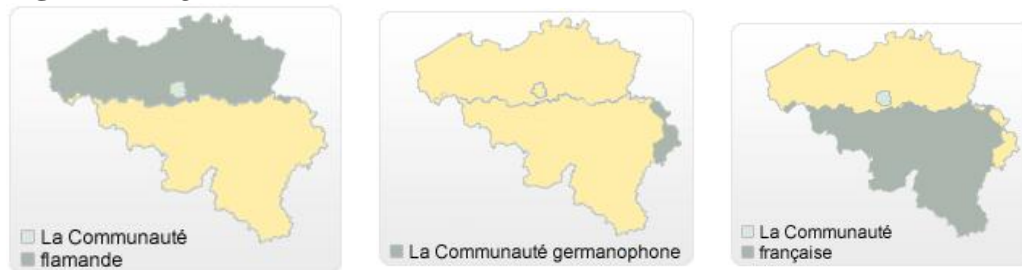 La Communauté
flamande
La Communauté germanophone
La Communauté
française